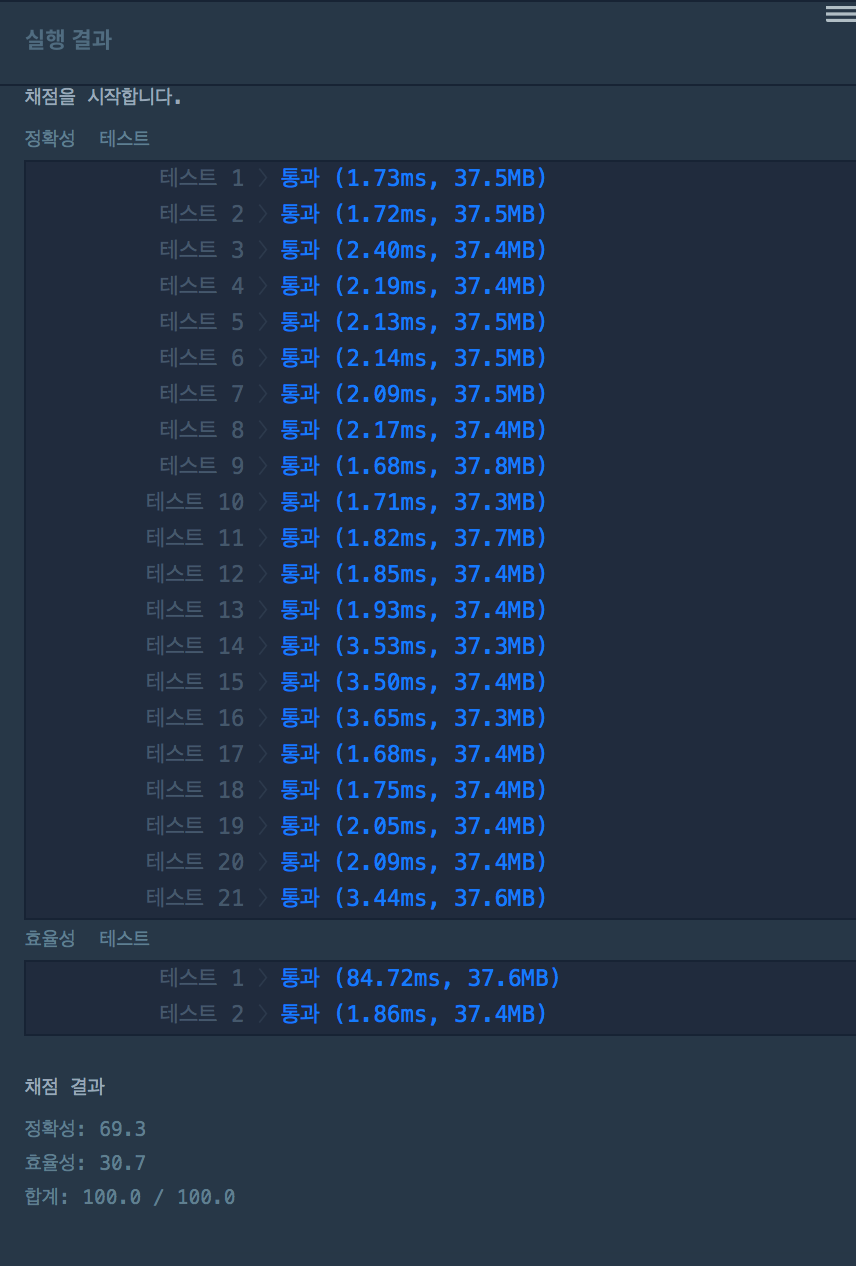 실행 결과
채점을 시작합니다.
정확성 테스트
테스트 1 〉 통과 (1.73ms, 37.5MB)
테스트 2 〉 통과 (1.72ms, 37.5MB)
테스트 3 〉 통과 (2.40ms, 37.4MB)
테스트 4 〉 통과 (2.19ms, 37.4MB)
테스트 5 〉 통과 (2.13ms, 37.5MB)
테스트 6 〉 통과 (2.14ms, 37.5MB)
테스트 7 〉 통과 (2.09ms, 37.5MB)
테스트 8 〉 통과 (2.17ms, 37.4MB)
테스트 9 〉 통과 (1.68ms, 37.8MB)
테스트 10 〉 통과 (1.71ms, 37.3MB)
테스트 11 〉 통과 (1.82ms, 37.7MB)
테스트 12 〉 통과 (1.85ms, 37.4MB)
테스트 13 〉 통과 (1.93ms, 37.4MB)
테스트 14 〉 통과 (3.53ms, 37.3MB)
테스트 15 〉 통과 (3.50ms, 37.4MB)
테스트 16 〉 통과 (3.65ms, 37.3MB)
테스트 17 〉 통과 (1.68ms, 37.4MB)
테스트 18 〉 통과 (1.75ms, 37.4MB)
테스트 19 〉 통과 (2.05ms, 37.4MB)
테스트 20 〉 통과 (2.09ms, 37.4MB)
테스트 21 〉 통과 (3.44ms, 37.6MB)
효율성 테스트
테스트 1 〉 통과 (84.72ms, 37.6MB)
테스트 2 〉 통과 (1.86ms, 37.4MB)
채점 결과
정확성: 69.3
효율성: 30.7
합계: 100.0 / 100.0